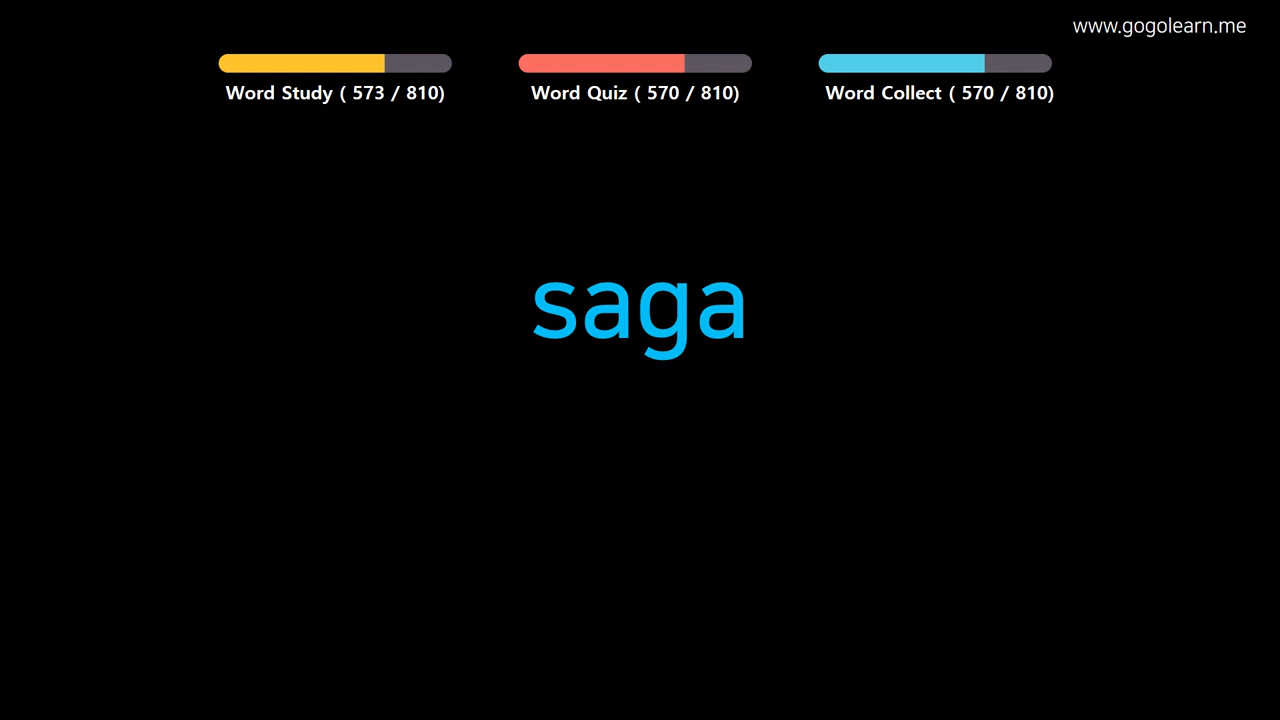 www.gogolearn.me
Word Study ( 573 / 810)
Word Quiz ( 570 / 810)
Word Collect ( 570 / 810)
saga